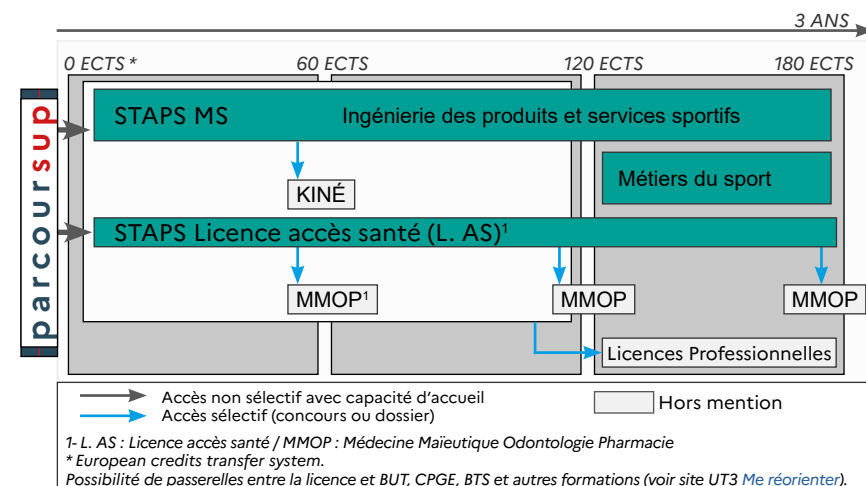 3 ANS
0 ECTS * 60 ECTS 120 ECTS 180 ECTS
parcoursup
STAPS MS Ingénierie des produits et services sportifs
Métiers du sport
KINÉ
STAPS Licence accès santé (L. AS)¹
MMOP¹ MMOP MMOP
Licences Professionnelles
Accès non sélectif avec capacité d'accueil
Accès sélectif (concours ou dossier)
Hors mention
1- L. AS : Licence accès santé / MMOP : Médecine Maïeutique Odontologie Pharmacie
* European credits transfer system.
Possibilité de passerelles entre la licence et BUT, CPGE, BTS et autres formations (voir site UT3 Me réorienter).